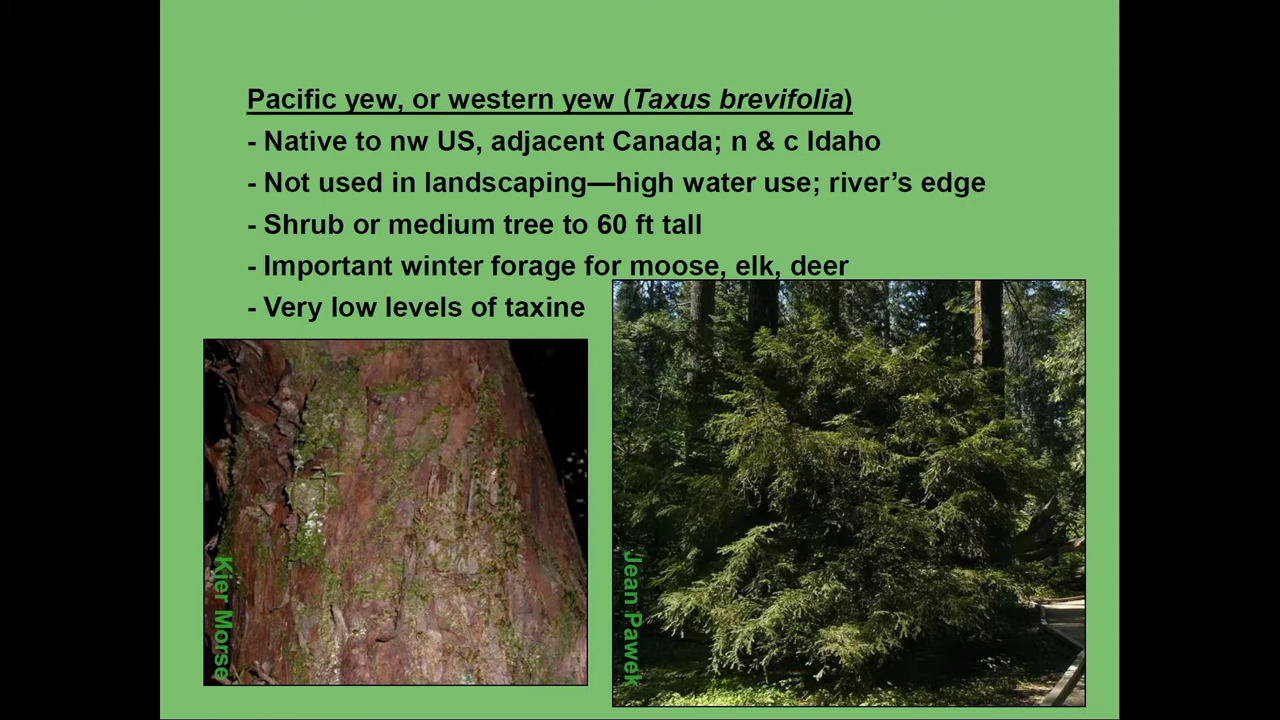 Pacific yew, or western yew (Taxus brevifolia)
- Native to nw US, adjacent Canada; n & c Idaho
- Not used in landscaping—high water use; river’s edge
- Shrub or medium tree to 60 ft tall
- Important winter forage for moose, elk, deer
- Very low levels of taxine
Kier Morse
Jean Pawek